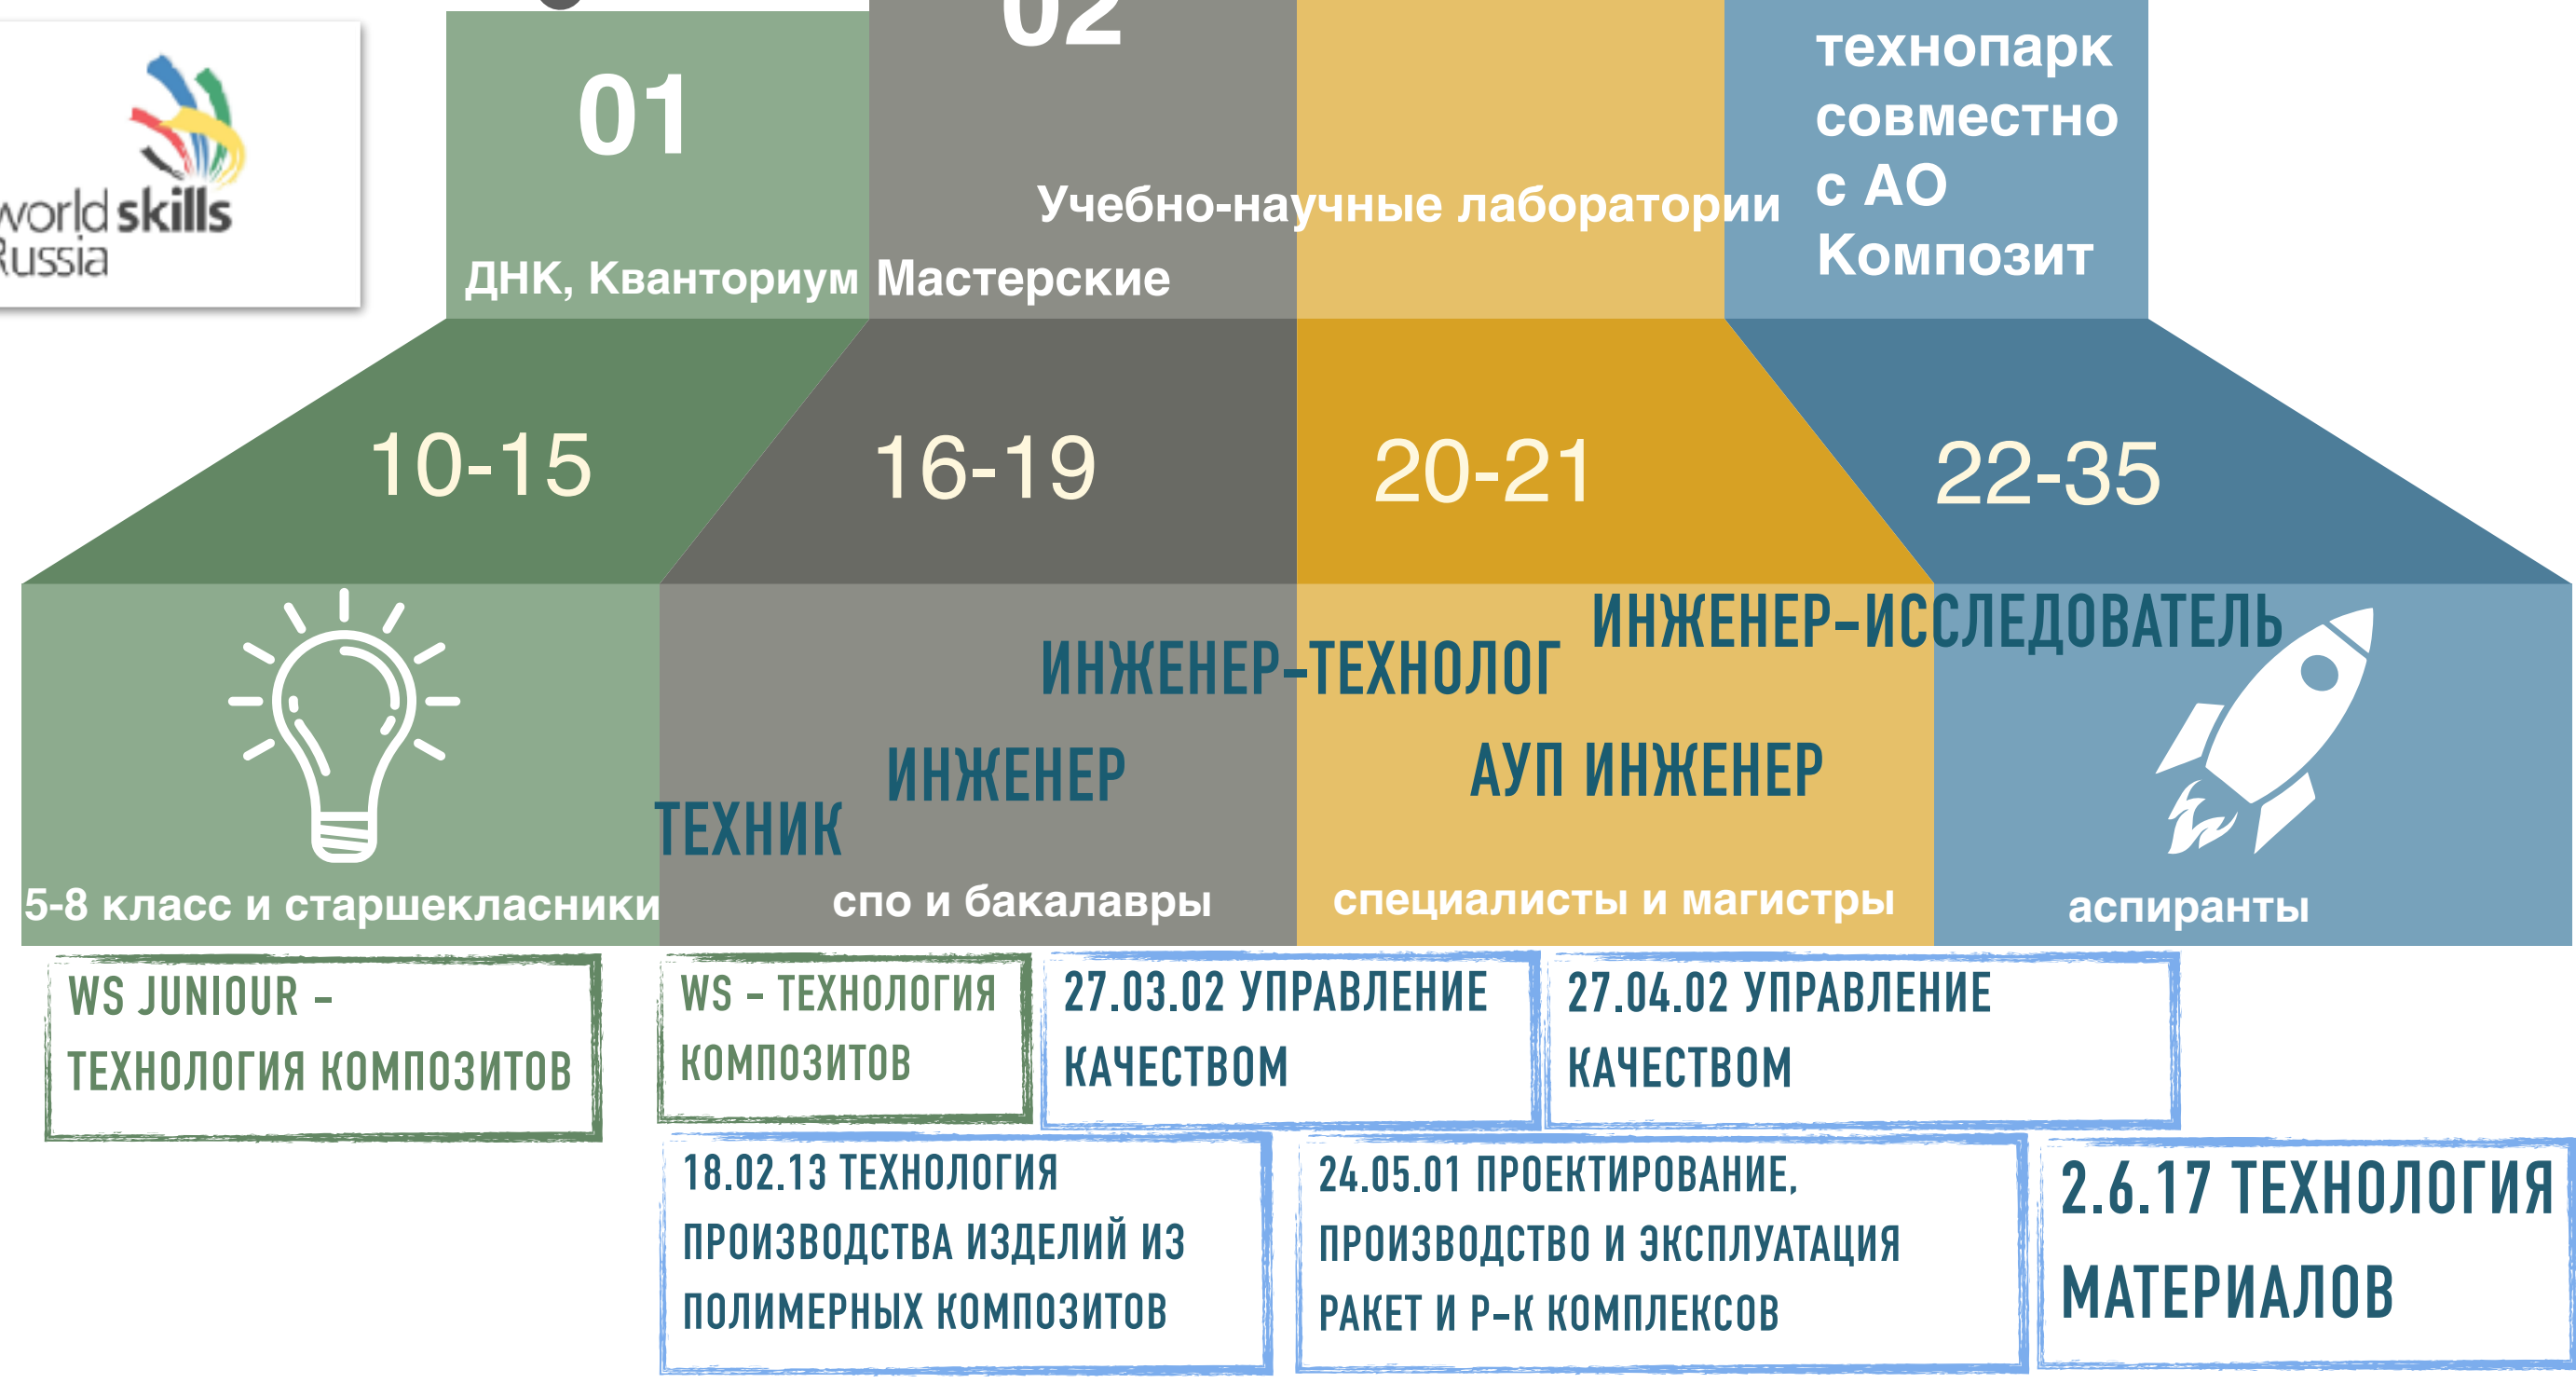 world skills
Russia
01
ДНК, Кванториум
02
Мастерские
Учебно-научные лаборатории
технопарк
совместно
с АО
Композит
10-15
16-19
20-21
22-35
ИНЖЕНЕР-ИССЛЕДОВАТЕЛЬ
ИНЖЕНЕР-ТЕХНОЛОГ
ИНЖЕНЕР
АУП ИНЖЕНЕР
ТЕХНИК
5-8 класс и старшекласники
спо и бакалавры
специалисты и магистры
аспиранты
WS JUNIOUR -
ТЕХНОЛОГИЯ КОМПОЗИТОВ
WS - ТЕХНОЛОГИЯ
КОМПОЗИТОВ
27.03.02 УПРАВЛЕНИЕ
КАЧЕСТВОМ
27.04.02 УПРАВЛЕНИЕ
КАЧЕСТВОМ
18.02.13 ТЕХНОЛОГИЯ
ПРОИЗВОДСТВА ИЗДЕЛИЙ ИЗ
ПОЛИМЕРНЫХ КОМПОЗИТОВ
24.05.01 ПРОЕКТИРОВАНИЕ,
ПРОИЗВОДСТВО И ЭКСПЛУАТАЦИЯ
РАКЕТ И Р-К КОМПЛЕКСОВ
2.6.17 ТЕХНОЛОГИЯ
МАТЕРИАЛОВ